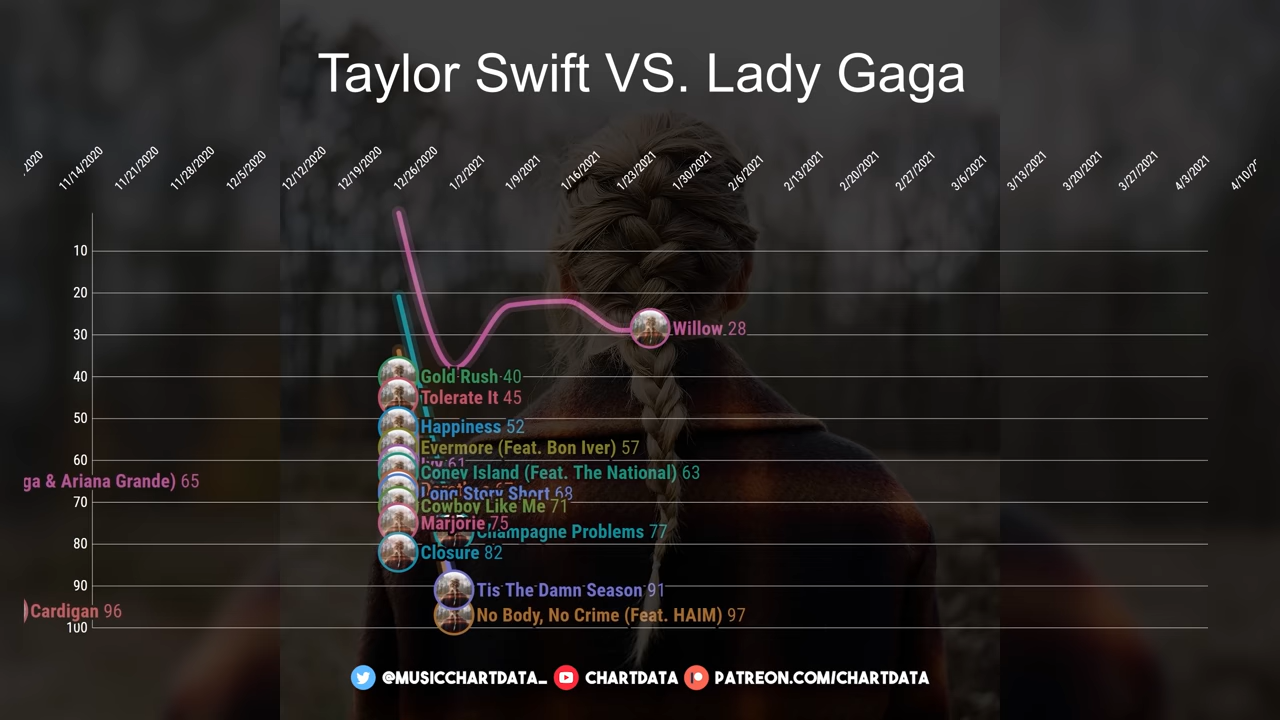 Taylor Swift VS. Lady Gaga
/2020
11/14/2020
11/21/2020
11/28/2020
12/5/2020
12/12/2020
12/19/2020
12/26/2020
1/2/2021
1/9/2021
1/16/2021
1/23/2021
1/30/2021
2/6/2021
2/13/2021
2/20/2021
2/27/2021
3/6/2021
3/13/2021
3/20/2021
3/27/2021
4/3/2021
4/10/2
10
20
30
Willow 28
40
Gold Rush 40
Tolerate It 45
50
Happiness 52
Evermore (Feat. Bon Iver) 57
60
61
Coney Island (Feat. The National) 63
ga & Ariana Grande) 65
Long Story Short 68
70
Cowboy Like Me 71
Marjorie 75
Champagne Problems 77
80
Closure 82
90
Tis The Damn Season 91
Cardigan 96
No Body, No Crime (Feat. HAIM) 97
100
@MUSICCHARTDATA_ CHARTDATA PATREON.COM/CHARTDATA